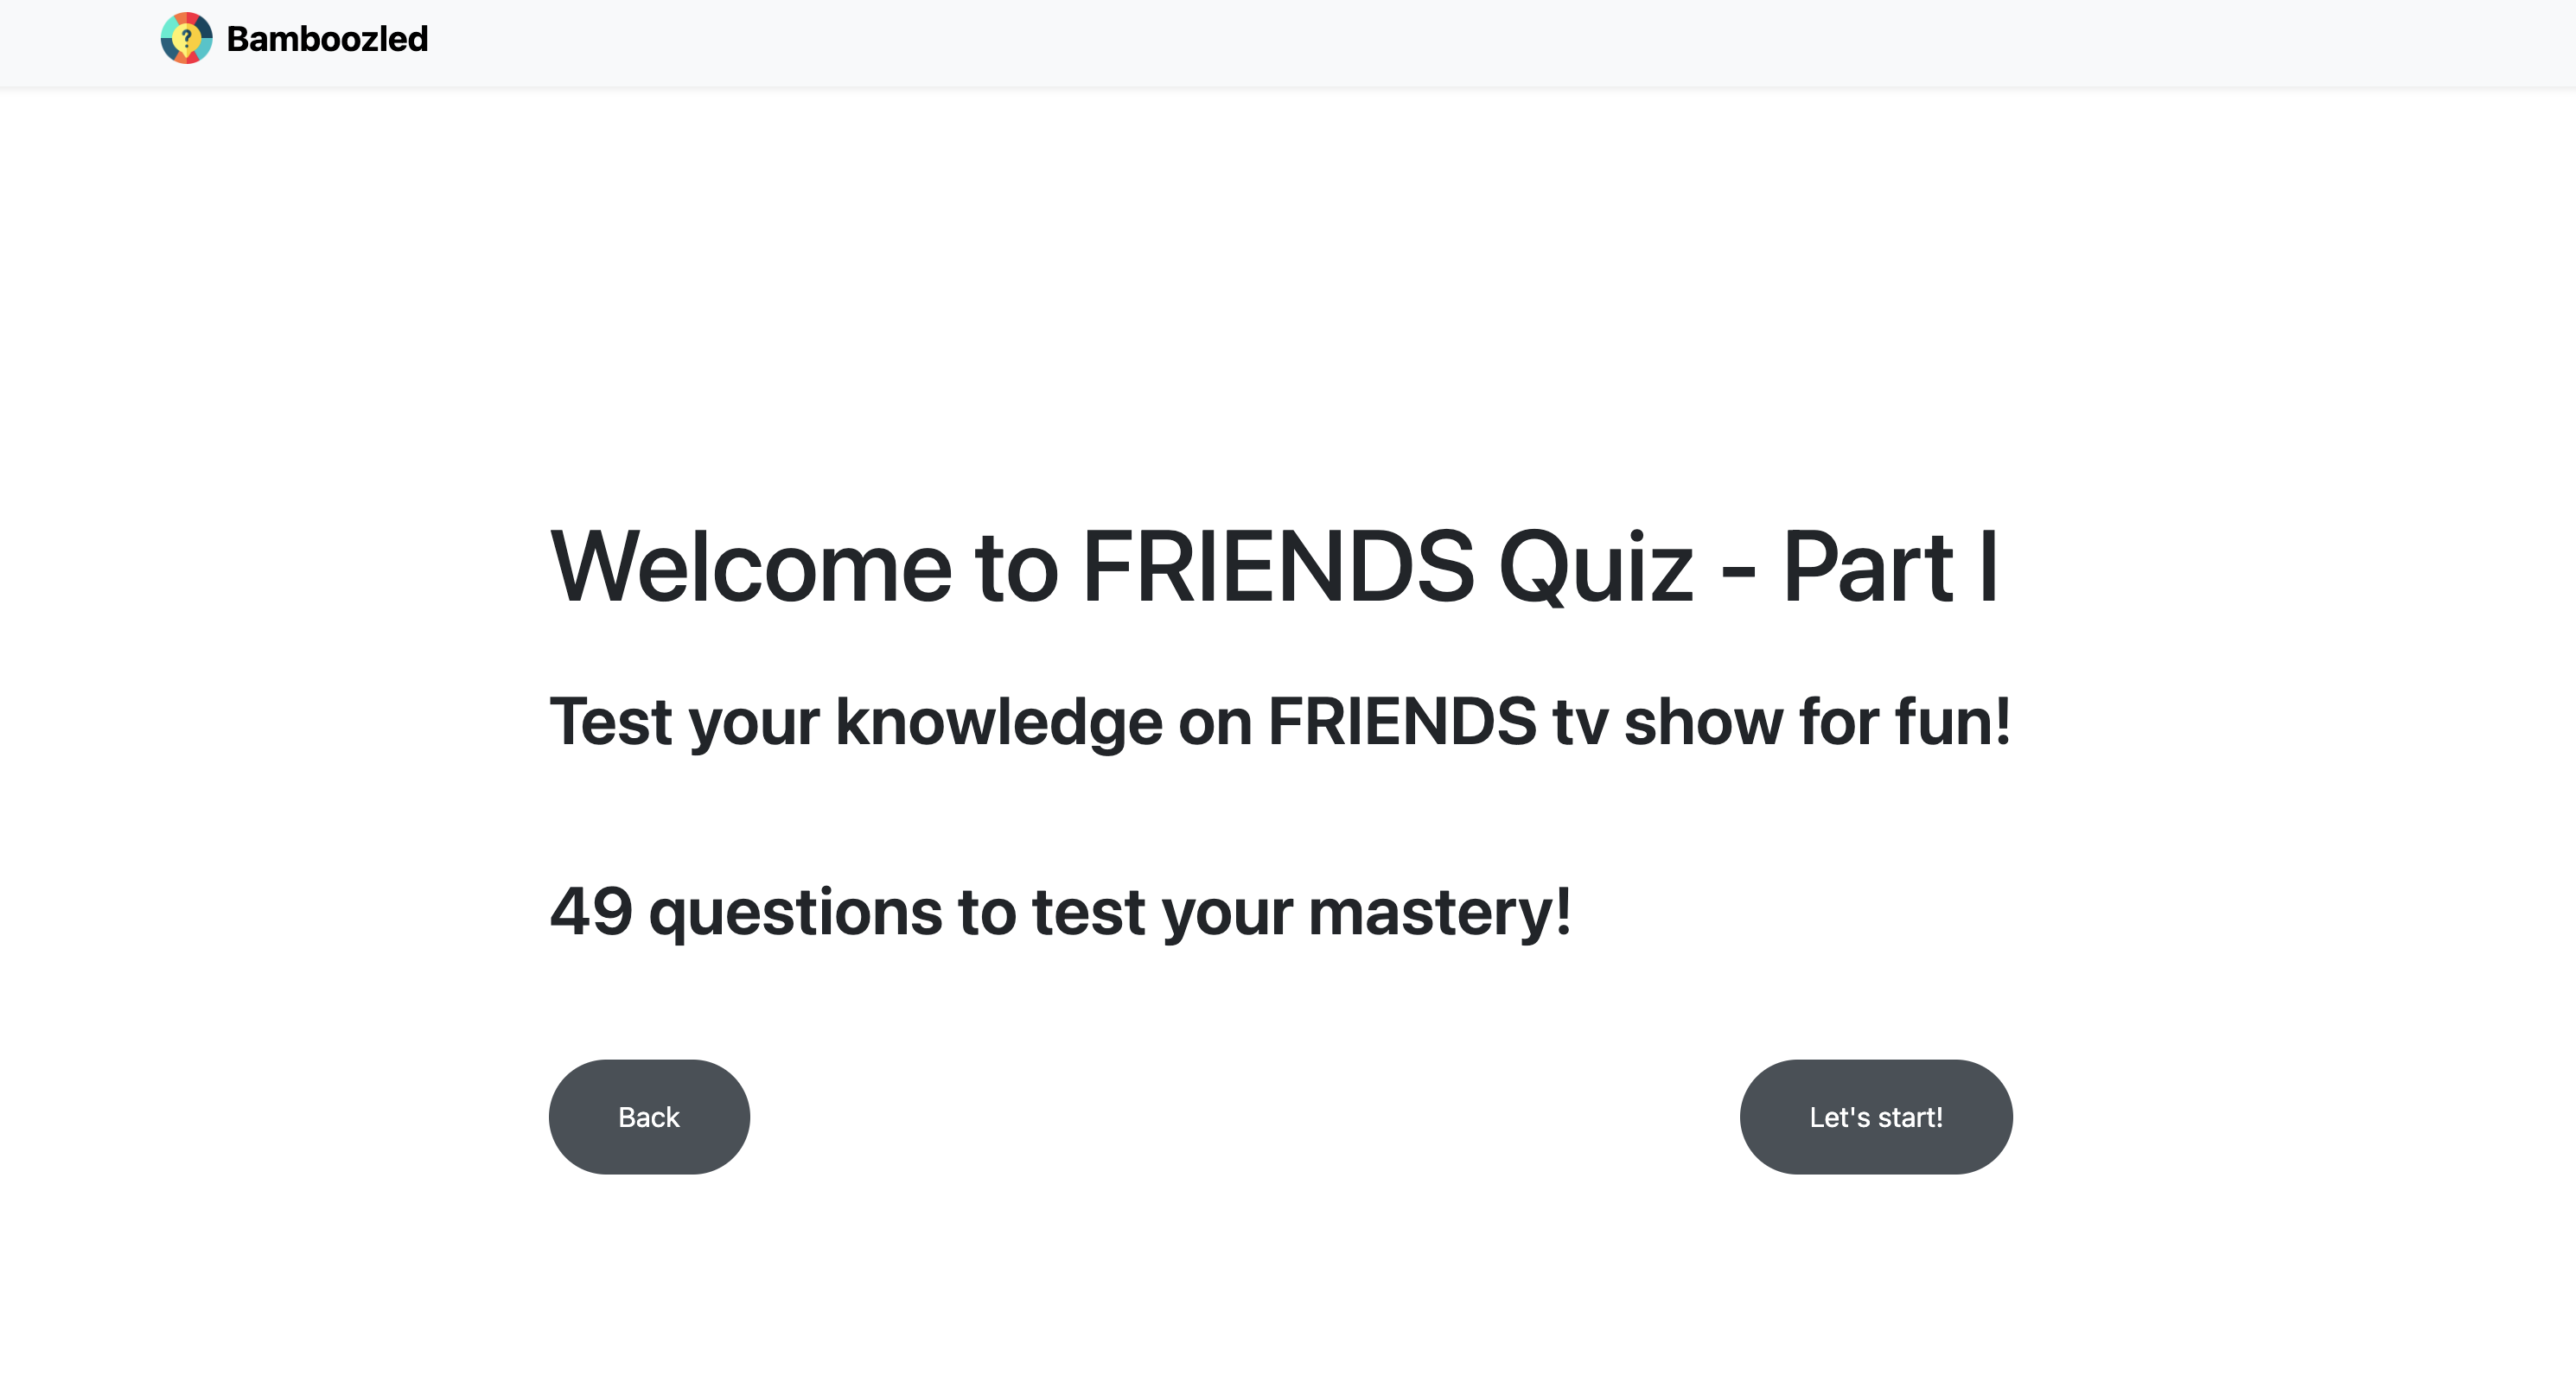 Bamboozled
Welcome to FRIENDS Quiz - Part I
Test your knowledge on FRIENDS tv show for fun!
49 questions to test your mastery!
Back
Let's start!